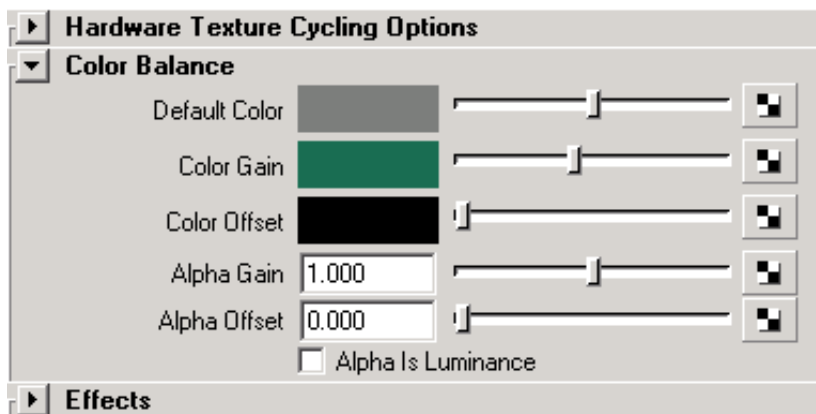 Hardware Texture Cycling Options
Color Balance
Default Color
Color Gain
Color Offset
Alpha Gain 1.000
Alpha Offset 0.000
Alpha Is Luminance
Effects